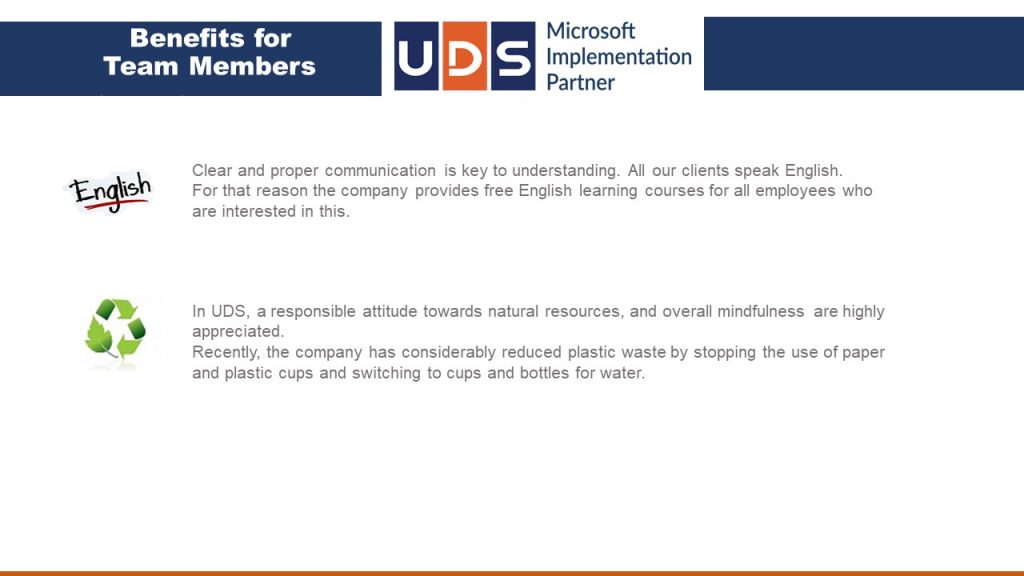 Benefits for
Team Members
UDS
Microsoft
Implementation
Partner
English
Clear and proper communication is key to understanding. All our clients speak English.
For that reason the company provides free English learning courses for all employees who
are interested in this.
In UDS, a responsible attitude towards natural resources, and overall mindfulness are highly
appreciated.
Recently, the company has considerably reduced plastic waste by stopping the use of paper
and plastic cups and switching to cups and bottles for water.